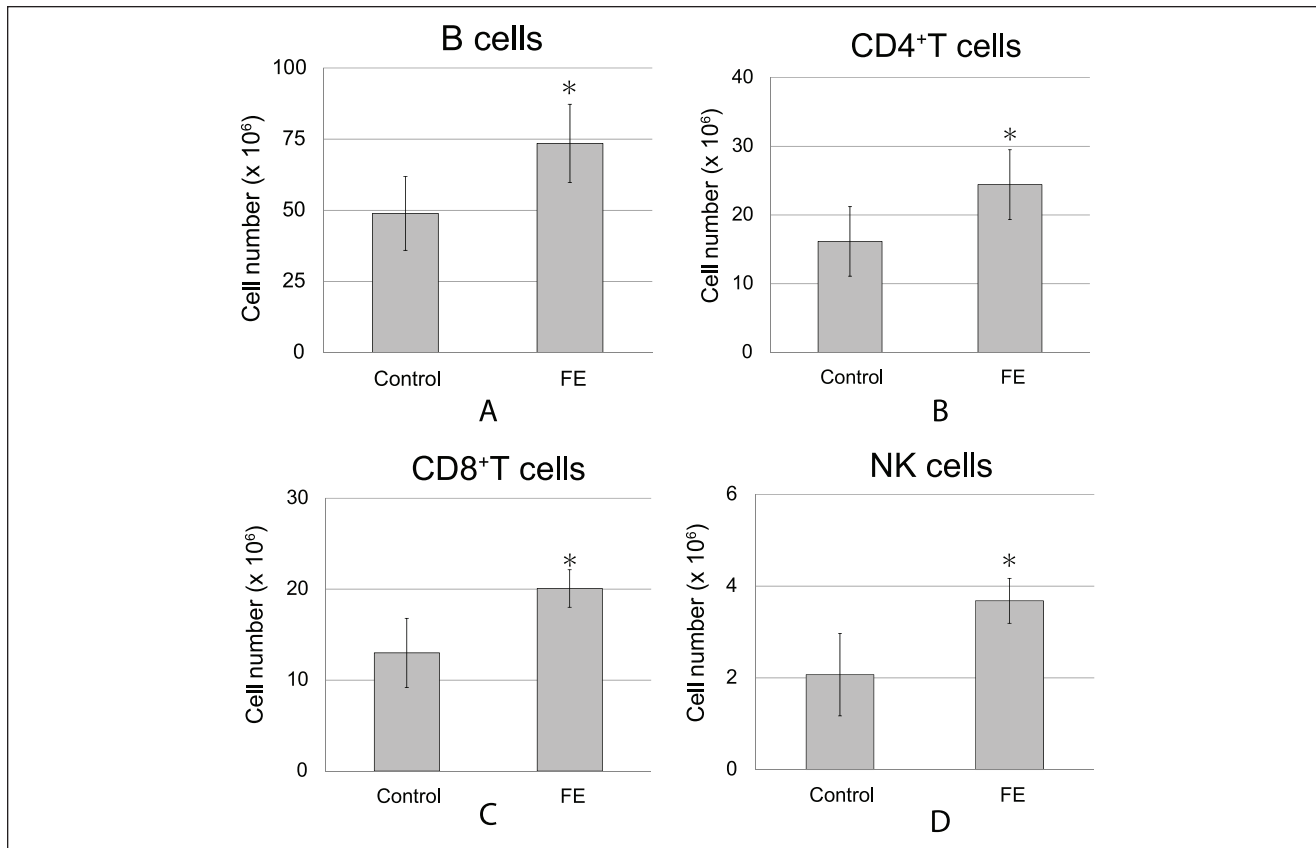 B cells
Cell number (x 10⁶)
100
75
50
25
0
*
Control FE
A
CD4⁺T cells
Cell number (x 10⁶)
40
30
20
10
0
*
Control FE
B
CD8⁺T cells
Cell number (x 10⁶)
30
20
10
0
*
Control FE
C
NK cells
Cell number (x 10⁶)
6
4
2
0
*
Control FE
D